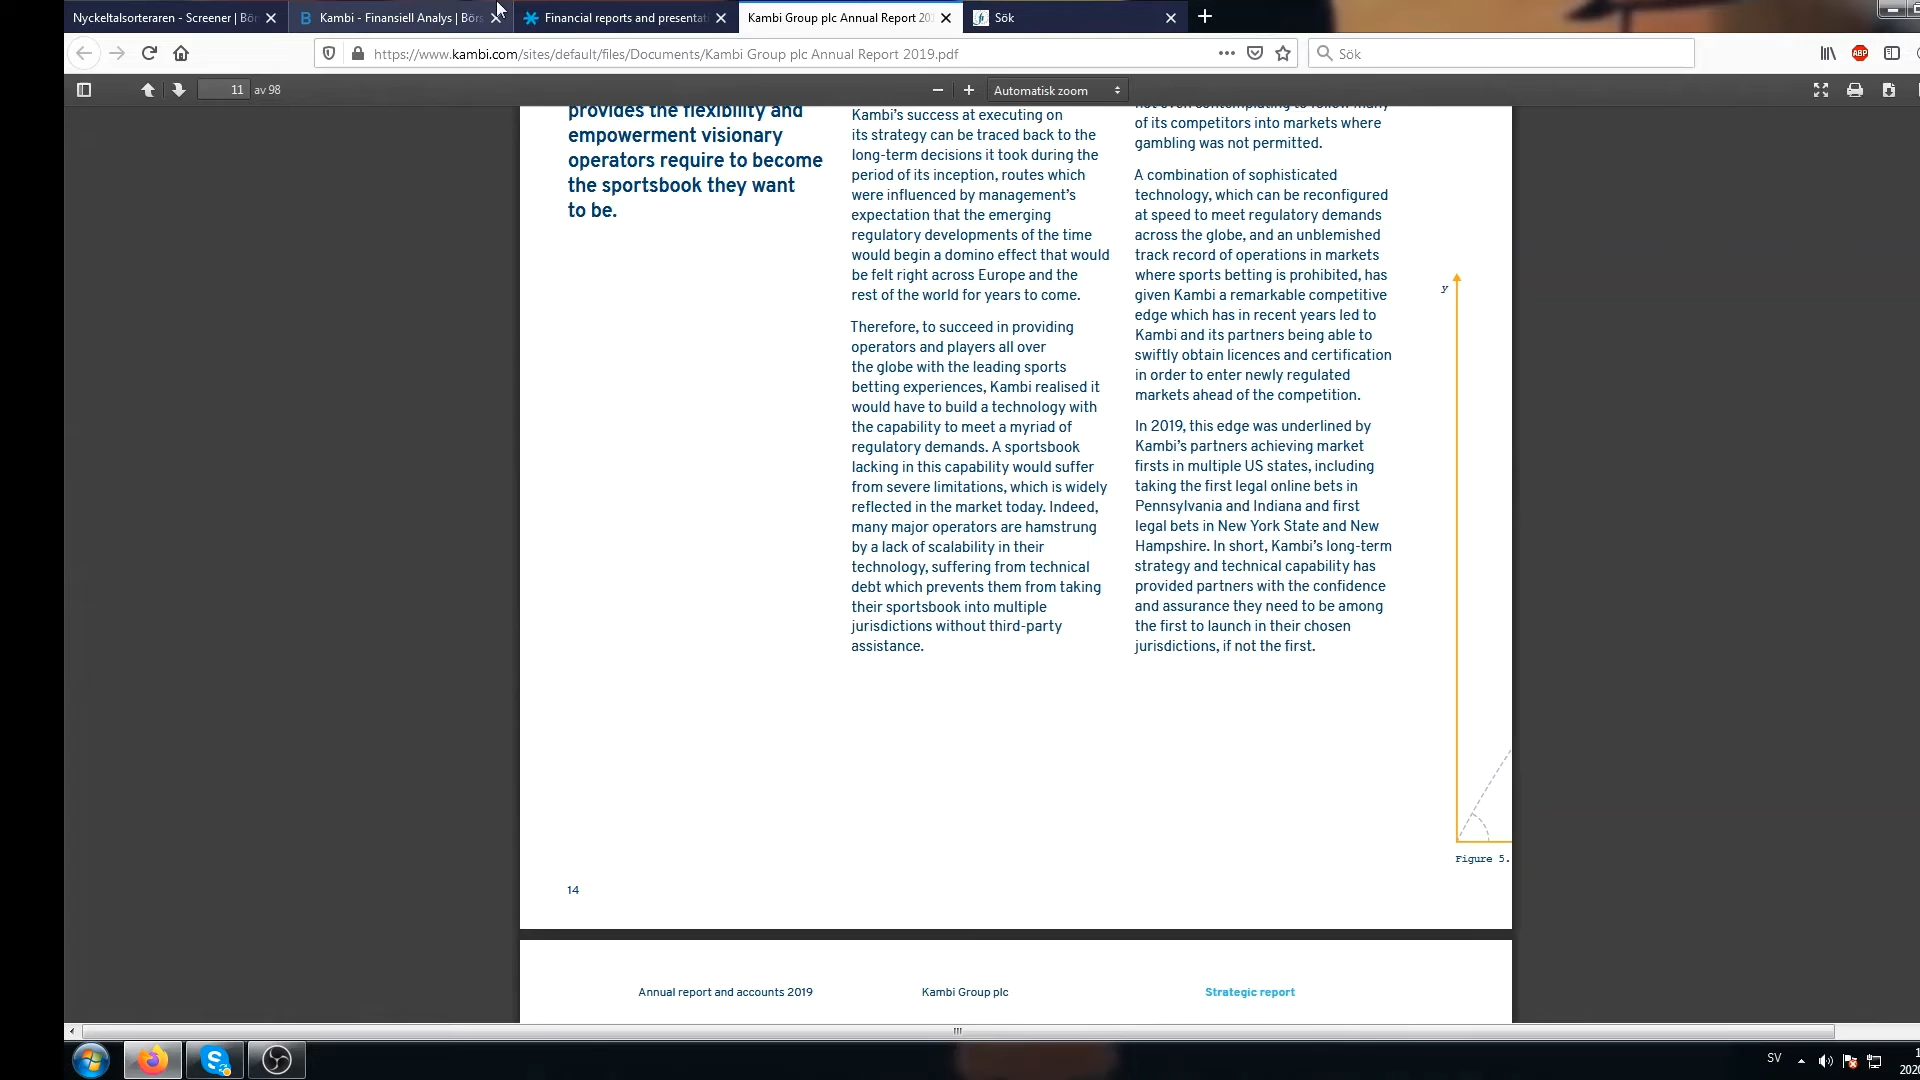 Nyckeltalsorteraren - Screener | Bör
Kambi - Finansiell Analys | Börs
Financial reports and presentat
Kambi Group plc Annual Report 20
Sök
https://www.kambi.com/sites/default/files/Documents/Kambi Group plc Annual Report 2019.pdf
Sök
ABP
11 av 98
Automatisk zoom
provides the flexibility and
empowerment visionary
operators require to become
the sportsbook they want
to be.
Kambi's success at executing on
its strategy can be traced back to the
long-term decisions it took during the
period of its inception, routes which
were influenced by management's
expectation that the emerging
regulatory developments of the time
would begin a domino effect that would
be felt right across Europe and the
rest of the world for years to come.
Therefore, to succeed in providing
operators and players all over
the globe with the leading sports
betting experiences, Kambi realised it
would have to build a technology with
the capability to meet a myriad of
regulatory demands. A sportsbook
lacking in this capability would suffer
from severe limitations, which is widely
reflected in the market today. Indeed,
many major operators are hamstrung
by a lack of scalability in their
technology, suffering from technical
debt which prevents them from taking
their sportsbook into multiple
jurisdictions without third-party
assistance.
not even contemplating to follow many
of its competitors into markets where
gambling was not permitted.
A combination of sophisticated
technology, which can be reconfigured
at speed to meet regulatory demands
across the globe, and an unblemished
track record of operations in markets
where sports betting is prohibited, has
given Kambi a remarkable competitive
edge which has in recent years led to
Kambi and its partners being able to
swiftly obtain licences and certification
in order to enter newly regulated
markets ahead of the competition.
In 2019, this edge was underlined by
Kambi's partners achieving market
firsts in multiple US states, including
taking the first legal online bets in
Pennsylvania and Indiana and first
legal bets in New York State and New
Hampshire. In short, Kambi's long-term
strategy and technical capability has
provided partners with the confidence
and assurance they need to be among
the first to launch in their chosen
jurisdictions, if not the first.
y
Figure 5.
14
Annual report and accounts 2019
Kambi Group plc
Strategic report
SV